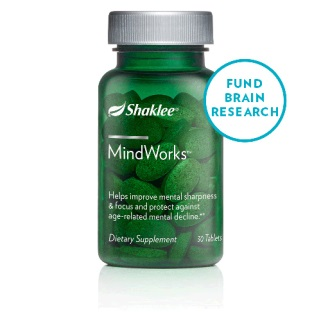 FUND
BRAIN
RESEARCH
Shaklee®
MindWorks™
Helps improve mental sharpness
& focus and protect against
age-related mental decline.*
Dietary Supplement
30 Tablets